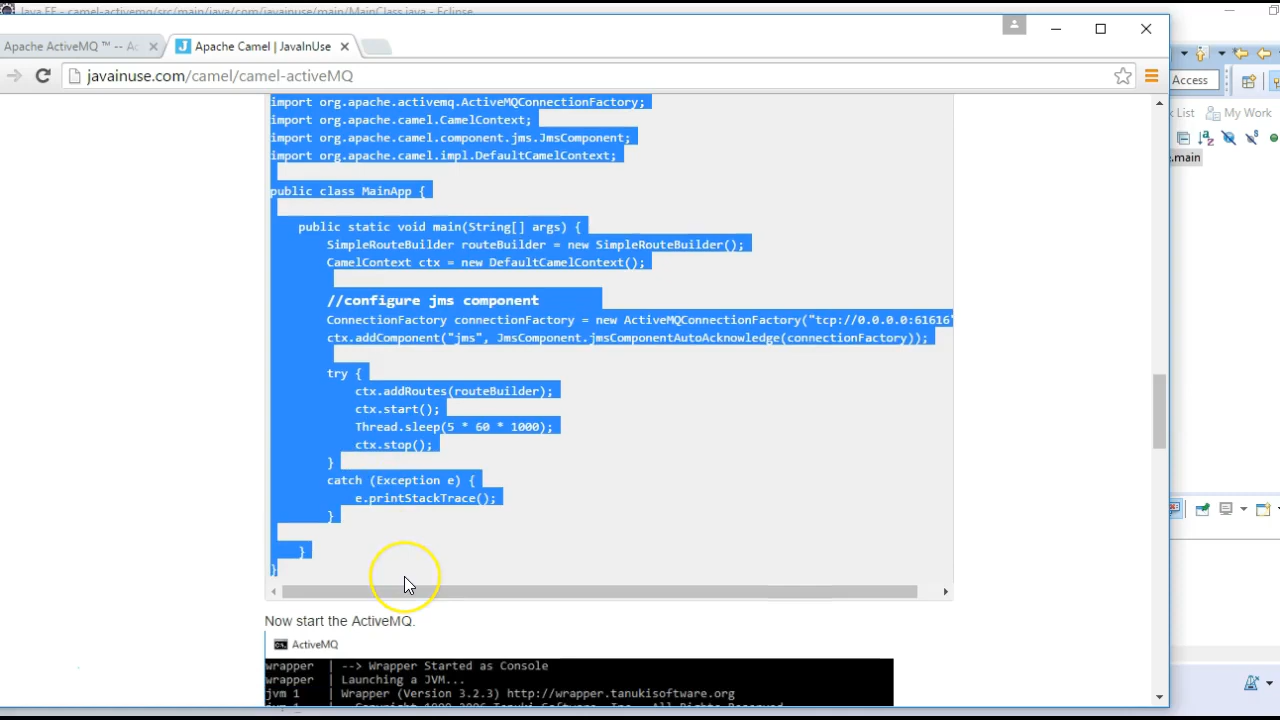 Java EE - camel-activemq/src/main/java/com/javainuse/main/MainClass.java - Eclipse
Apache ActiveMQ ™ -- Ac
Apache Camel | JavaInUse
javainuse.com/camel/camel-activeMQ
Access
List
My Work
.main
import org.apache.activemq.ActiveMQConnectionFactory;
import org.apache.camel.CamelContext;
import org.apache.camel.component.jms.JmsComponent;
import org.apache.camel.impl.DefaultCamelContext;
public class MainApp {
public static void main(String[] args) {
SimpleRouteBuilder routeBuilder = new SimpleRouteBuilder();
CamelContext ctx = new DefaultCamelContext();
//configure jms component
ConnectionFactory connectionFactory = new ActiveMQConnectionFactory("tcp://0.0.0.0:61616"
ctx.addComponent("jms", JmsComponent.jmsComponentAutoAcknowledge(connectionFactory));
try {
ctx.addRoutes(routeBuilder);
ctx.start();
Thread.sleep(5 * 60 * 1000);
ctx.stop();
}
catch (Exception e) {
e.printStackTrace();
}
}
}
Now start the ActiveMQ.
ActiveMQ
wrapper | --> Wrapper Started as Console
wrapper | Launching a JVM...
jvm 1 | Wrapper (Version 3.2.3) http://wrapper.tanukisoftware.org